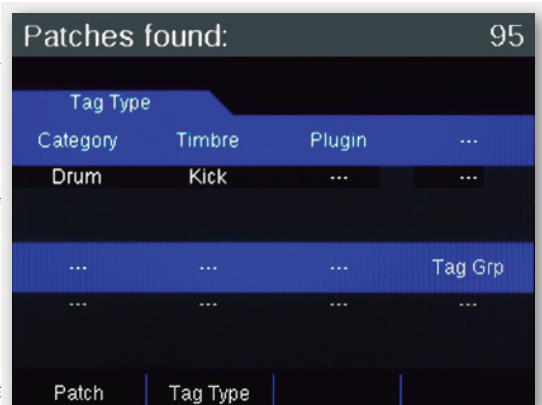 Patches found: 95
Tag Type
Category Timbre Plugin ...
Drum Kick ... ...
... ... ... Tag Grp
... ... ... ...
Patch Tag Type